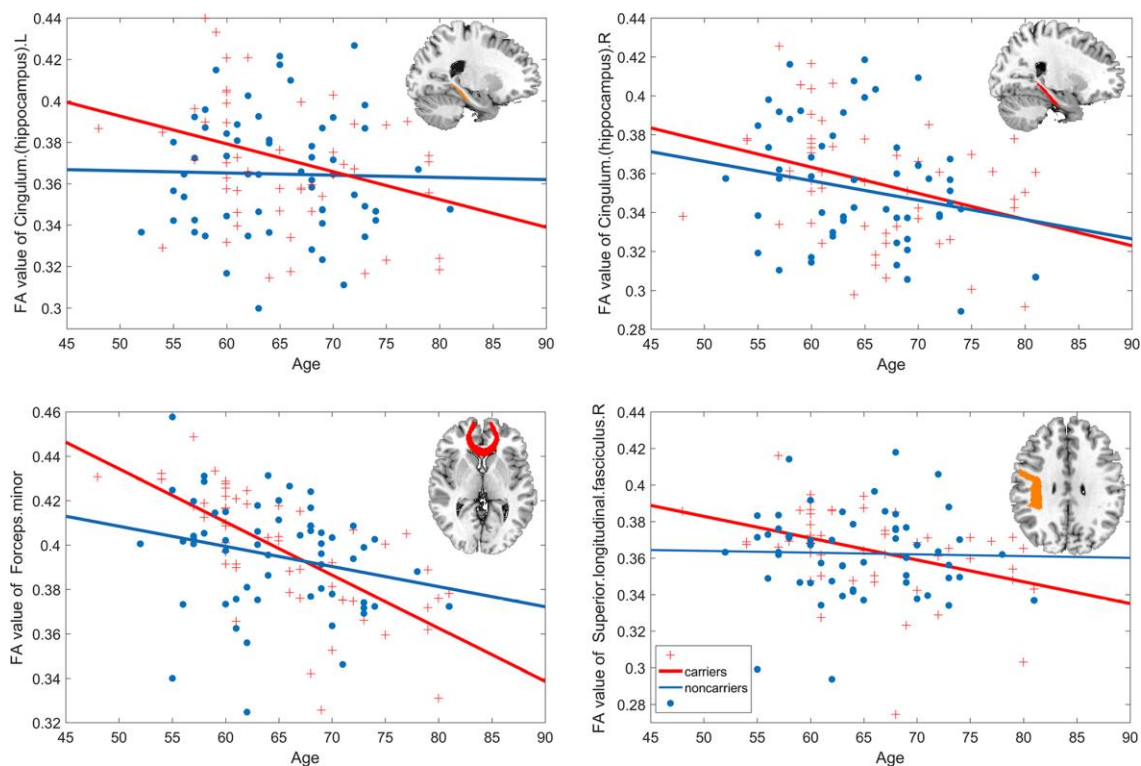 FA value of Cingulum.(hippocampus).L
0.44
0.42
0.4
0.38
0.36
0.34
0.32
0.3
45 50 55 60 65 70 75 80 85 90
Age
FA value of Cingulum.(hippocampus).R
0.44
0.42
0.4
0.38
0.36
0.34
0.32
0.3
0.28
45 50 55 60 65 70 75 80 85 90
Age
FA value of Forceps.minor
0.46
0.44
0.42
0.4
0.38
0.36
0.34
0.32
45 50 55 60 65 70 75 80 85 90
Age
FA value of Superior.longitudinal.fasciculus.R
0.44
0.42
0.4
0.38
0.36
0.34
0.32
0.3
0.28
carriers
noncarriers
45 50 55 60 65 70 75 80 85 90
Age